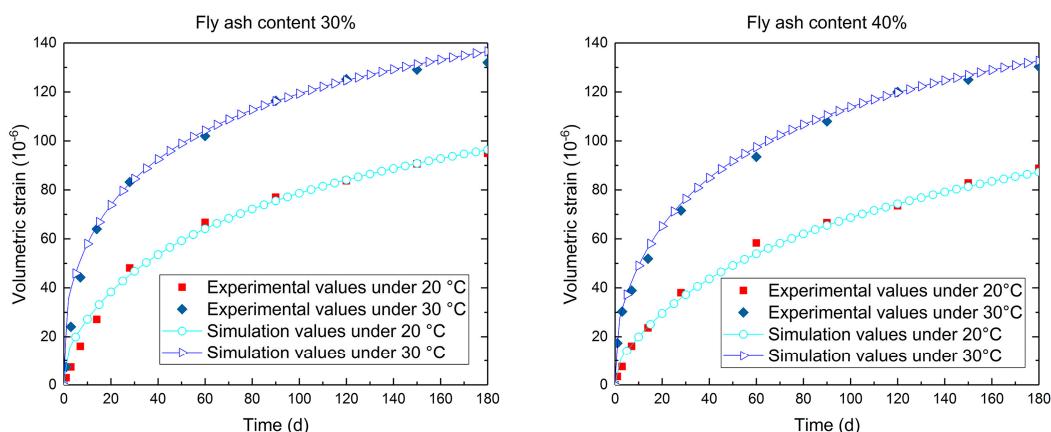 Fly ash content 30%
Volumetric strain (10-6)
140
120
100
80
60
40
20
0
Experimental values under 20 °C
Experimental values under 30 °C
Simulation values under 20 °C
Simulation values under 30 °C
0 20 40 60 80 100 120 140 160 180
Time (d)
Fly ash content 40%
Volumetric strain (10-6)
140
120
100
80
60
40
20
0
Experimental values under 20°C
Experimental values under 30°C
Simulation values under 20°C
Simulation values under 30°C
0 20 40 60 80 100 120 140 160 180
Time (d)